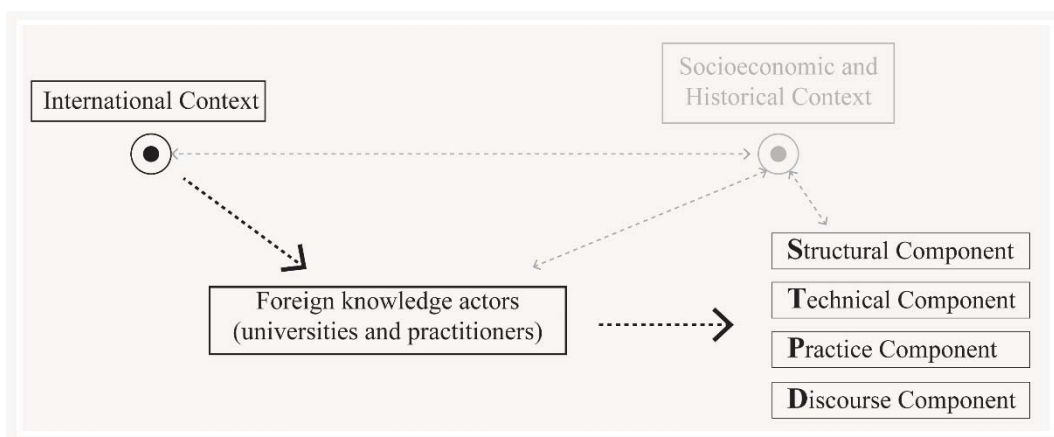 Socioeconomic and
Historical Context
International Context
Foreign knowledge actors
(universities and practitioners)
Structural Component
Technical Component
Practice Component
Discourse Component